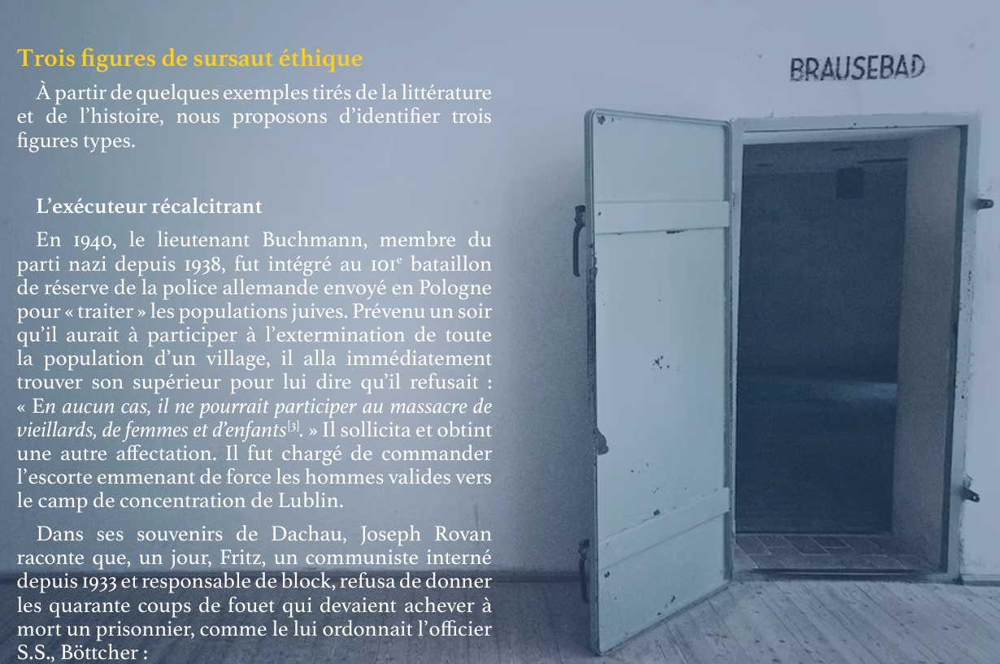 Trois figures de sursaut éthique
À partir de quelques exemples tirés de la littérature
et de l'histoire, nous proposons d'identifier trois
figures types.
L'exécuteur récalcitrant
En 1940, le lieutenant Buchmann, membre du
parti nazi depuis 1938, fut intégré au 101e bataillon
de réserve de la police allemande envoyé en Pologne
pour « traiter » les populations juives. Prévenu un soir
qu'il aurait à participer à l'extermination de toute
la population d'un village, il alla immédiatement
trouver son supérieur pour lui dire qu'il refusait :
« En aucun cas, il ne pourrait participer au massacre de
vieillards, de femmes et d'enfants[3]. » Il sollicita et obtint
une autre affectation. Il fut chargé de commander
l'escorte emmenant de force les hommes valides vers
le camp de concentration de Lublin.
Dans ses souvenirs de Dachau, Joseph Rovan
raconte que, un jour, Fritz, un communiste interné
depuis 1933 et responsable de block, refusa de donner
les quarante coups de fouet qui devaient achever à
mort un prisonnier, comme le lui ordonnait l'officier
S.S., Böttcher :
BRAUSEBAD